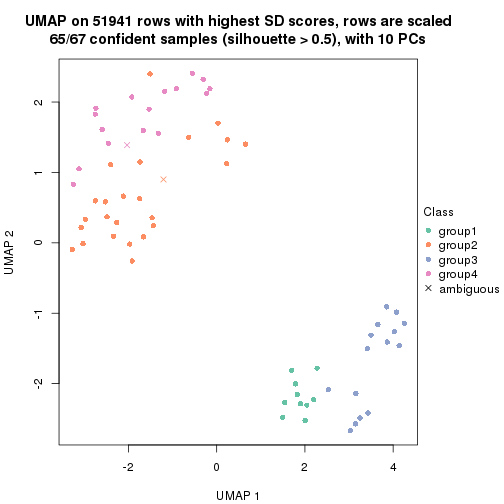 UMAP on 51941 rows with highest SD scores, rows are scaled
65/67 confident samples (silhouette > 0.5), with 10 PCs
UMAP 2
2
1
0
-1
-2
-2
0
2
4
UMAP 1
Class
group1
group2
group3
group4
ambiguous